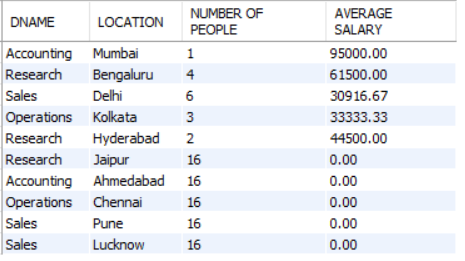 DNAME LOCATION NUMBER OF PEOPLE AVERAGE SALARY
Accounting Mumbai 1 95000.00
Research Bengaluru 4 61500.00
Sales Delhi 6 30916.67
Operations Kolkata 3 33333.33
Research Hyderabad 2 44500.00
Research Jaipur 16 0.00
Accounting Ahmedabad 16 0.00
Operations Chennai 16 0.00
Sales Pune 16 0.00
Sales Lucknow 16 0.00